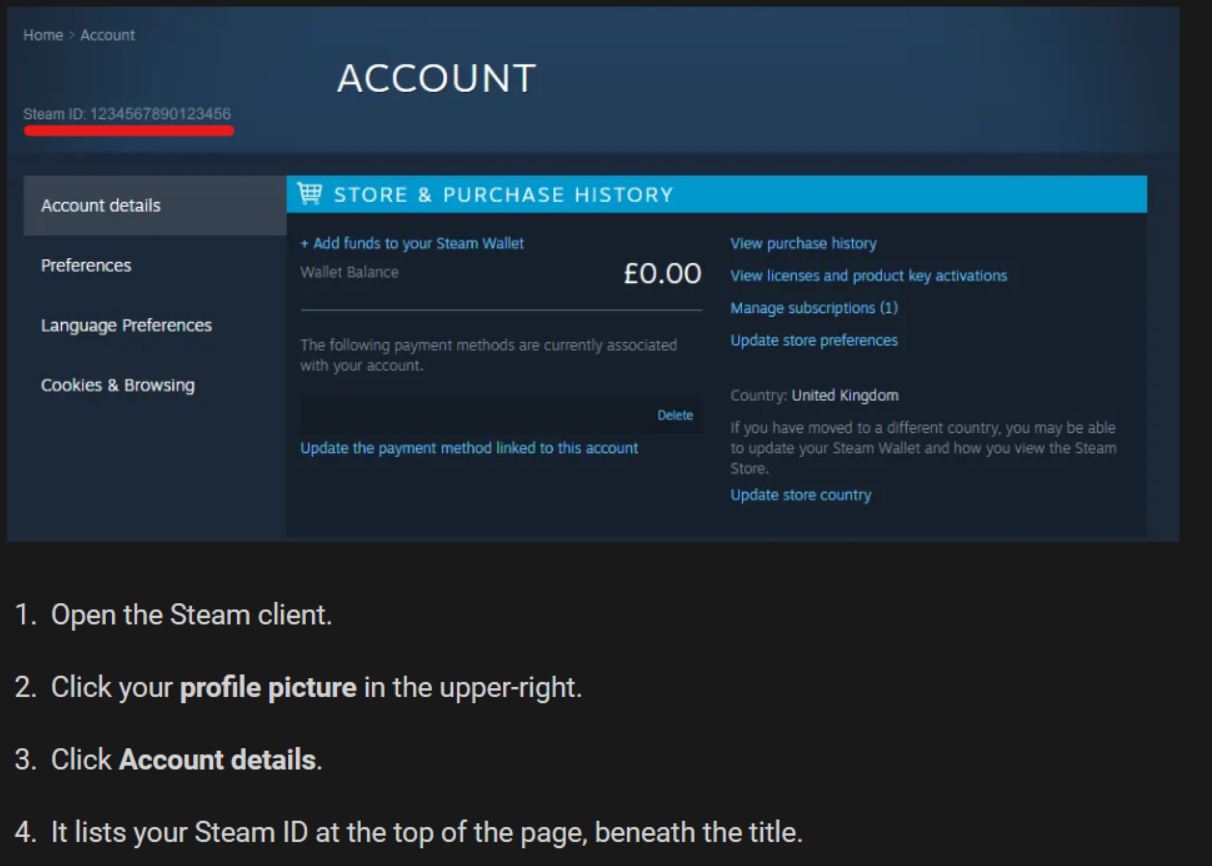 Home > Account
ACCOUNT
Steam ID: 1234567890123456
Account details
Preferences
Language Preferences
Cookies & Browsing
STORE & PURCHASE HISTORY
+ Add funds to your Steam Wallet
Wallet Balance £0.00
The following payment methods are currently associated
with your account.
Delete
Update the payment method linked to this account
View purchase history
View licenses and product key activations
Manage subscriptions (1)
Update store preferences
Country: United Kingdom
If you have moved to a different country, you may be able
to update your Steam Wallet and how you view the Steam
Store.
Update store country
1. Open the Steam client.
2. Click your profile picture in the upper-right.
3. Click Account details.
4. It lists your Steam ID at the top of the page, beneath the title.